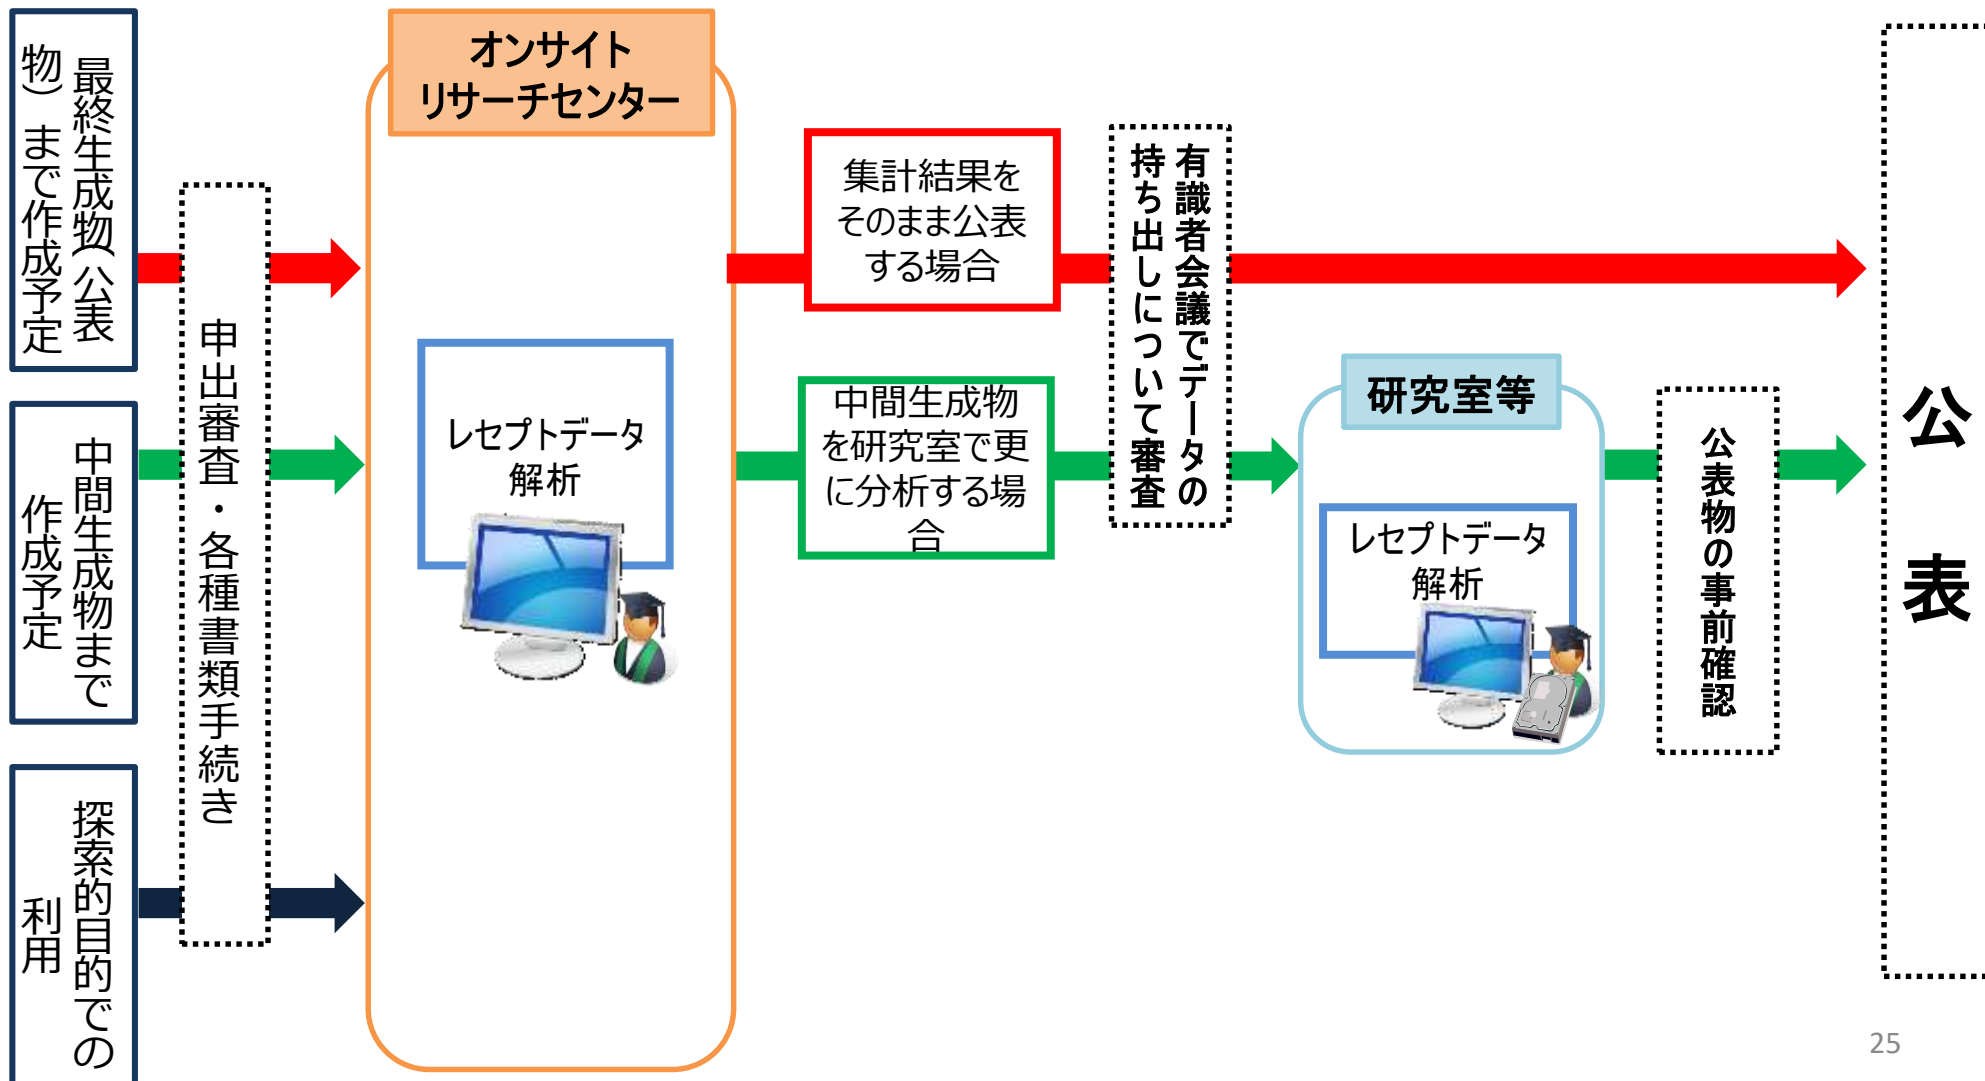 最終生成物（公表
物）まで作成予定
中間生成物まで
作成予定
探索的目的での
利用
申出審査・各種書類手続き
オンサイト
リサーチセンター
レセプトデータ
解析
集計結果を
そのまま公表
する場合
中間生成物
を研究室で更
に分析する場
合
有識者会議でデータの
持ち出しについて審査
研究室等
レセプトデータ
解析
公表物の事前確認
公表
25